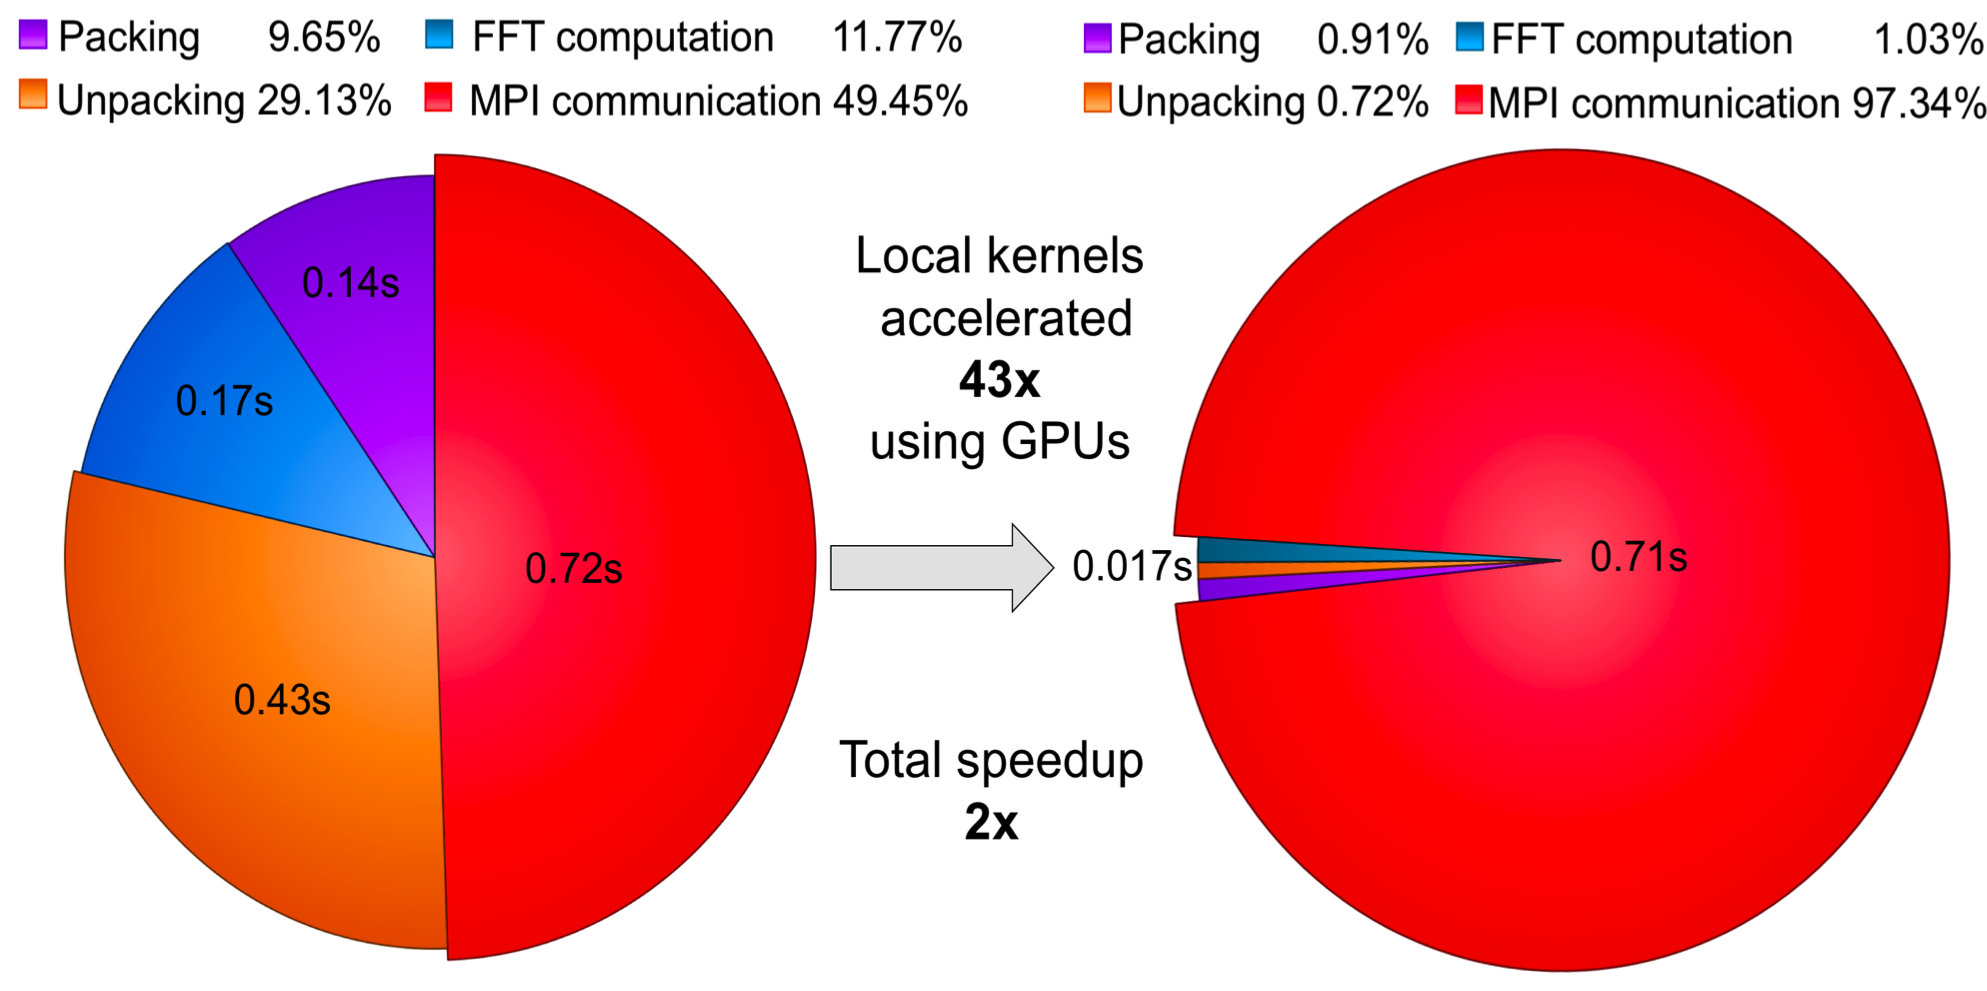 Packing 9.65% FFT computation 11.77%
Unpacking 29.13% MPI communication 49.45%
Packing 0.91% FFT computation 1.03%
Unpacking 0.72% MPI communication 97.34%
0.14s
0.17s
0.43s
0.72s
Local kernels
accelerated
43x
using GPUs
Total speedup
2x
0.017s
0.71s